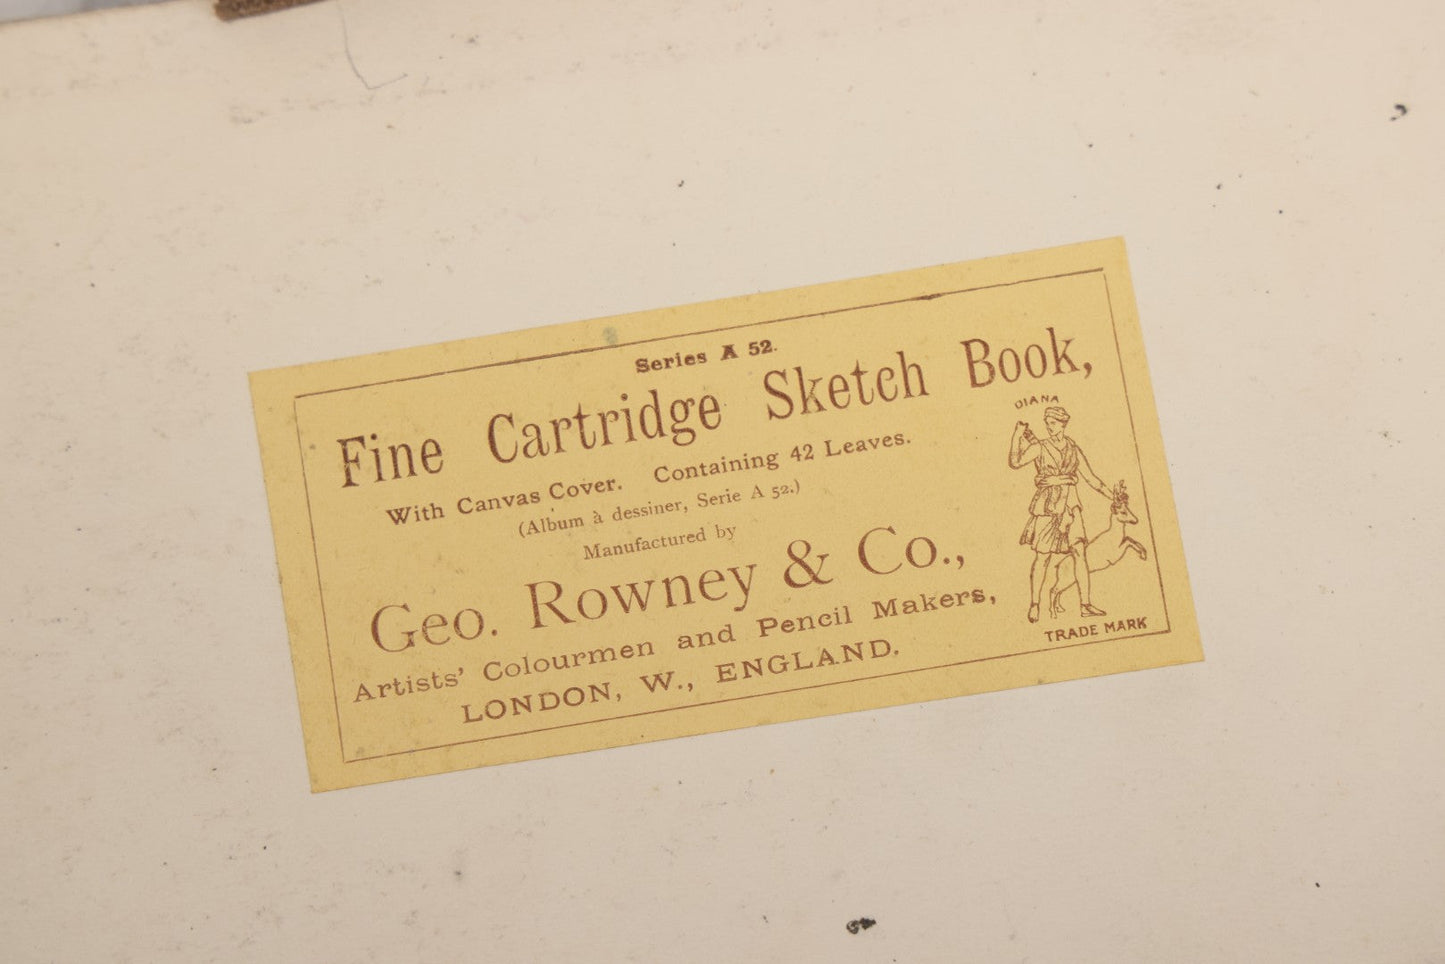 Series A 52.
Fine Cartridge Sketch Book,
With Canvas Cover. Containing 42 Leaves.
(Album à dessiner, Serie A 52.)
Manufactured by
Geo. Rowney & Co.,
Artists' Colourmen and Pencil Makers,
LONDON, W., ENGLAND.
DIANA
TRADE MARK